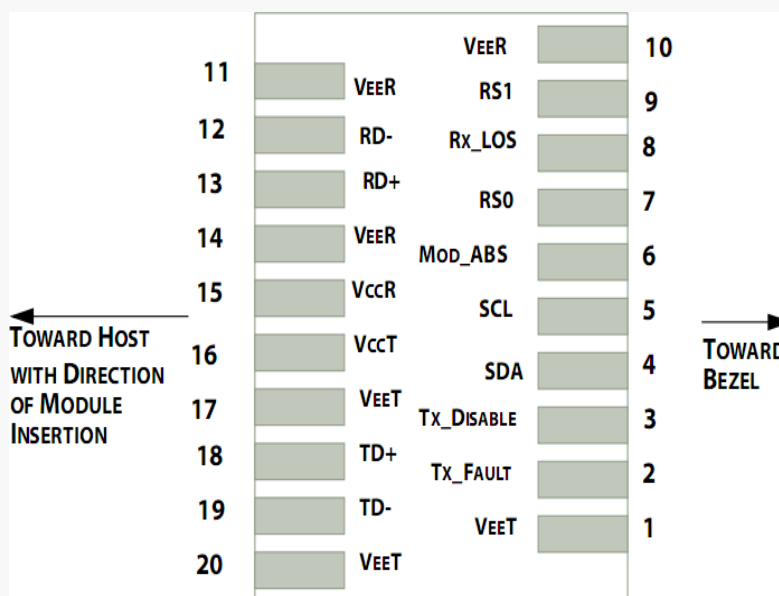 VEER 10
11 VEER
RS1 9
12 RD-
RX_LOS 8
13 RD+
RS0 7
14 VEER
MOD_ABS 6
15 VCCR
SCL 5
16 VCCT
SDA 4
17 VEET
TX_DISABLE 3
18 TD+
TX_FAULT 2
19 TD-
VEET 1
20 VEET
TOWARD HOST
WITH DIRECTION
OF MODULE
INSERTION
TOWARD
BEZEL